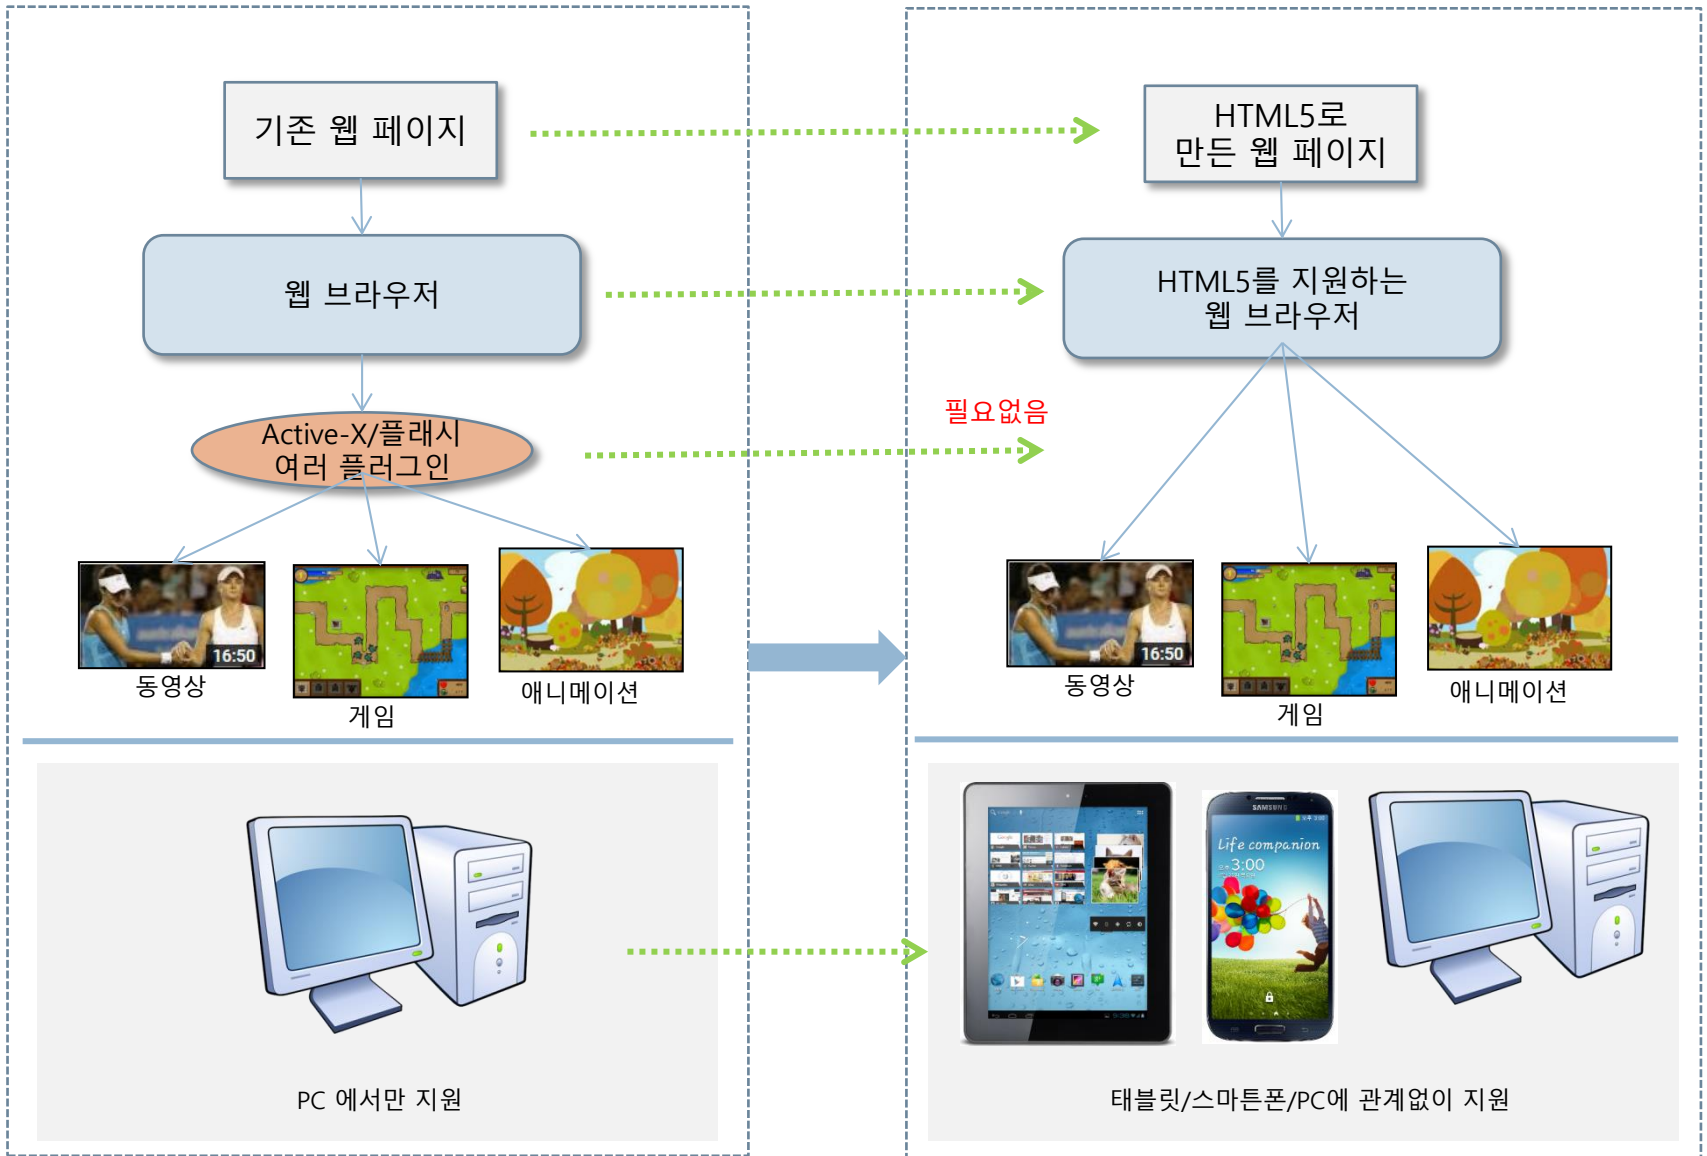 기존 웹 페이지
웹 브라우저
Active-X/플래시
여러 플러그인
16:50
동영상
게임
애니메이션
PC 에서만 지원
HTML5로
만든 웹 페이지
HTML5를 지원하는
웹 브라우저
필요없음
16:50
동영상
게임
애니메이션
SAMSUNG
Life companion
3:00
태블릿/스마트폰/PC에 관계없이 지원